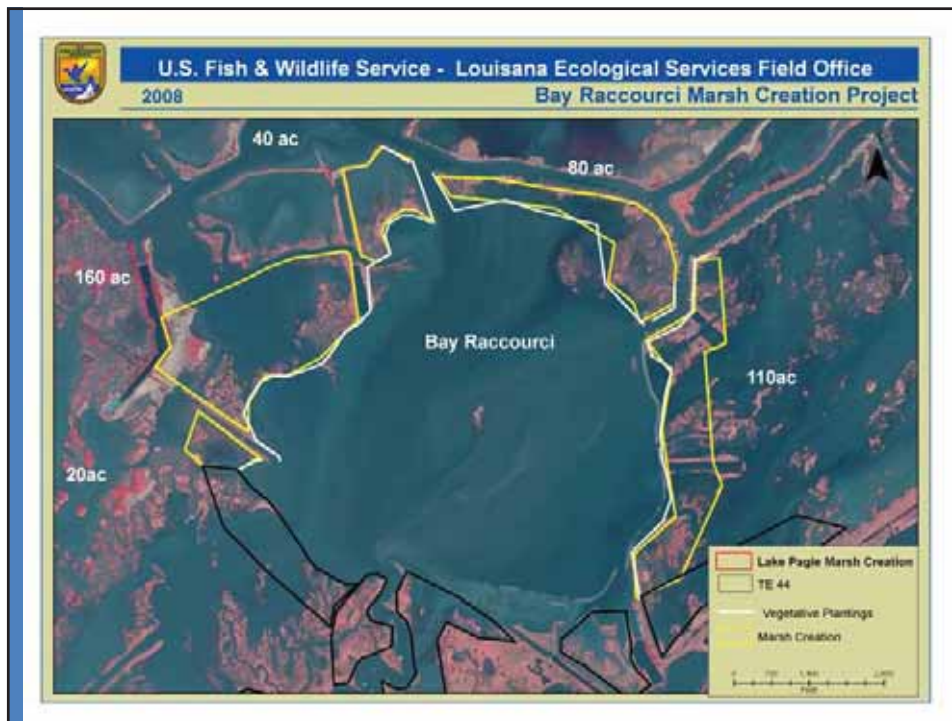 U.S. Fish & Wildlife Service - Louisana Ecological Services Field Office
2008
Bay Raccourci Marsh Creation Project
40 ac
80 ac
160 ac
Bay Raccourci
110ac
20ac
Lake Pagie Marsh Creation
TE 44
Vegetative Plantings
Marsh Creation
0